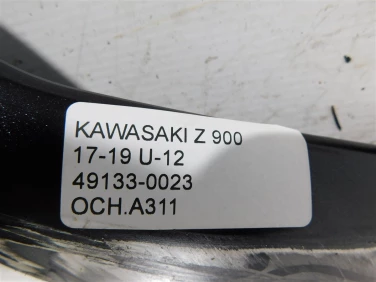 KAWASAKI Z 900
17-19 U-12
49133-0023
OCH.A311